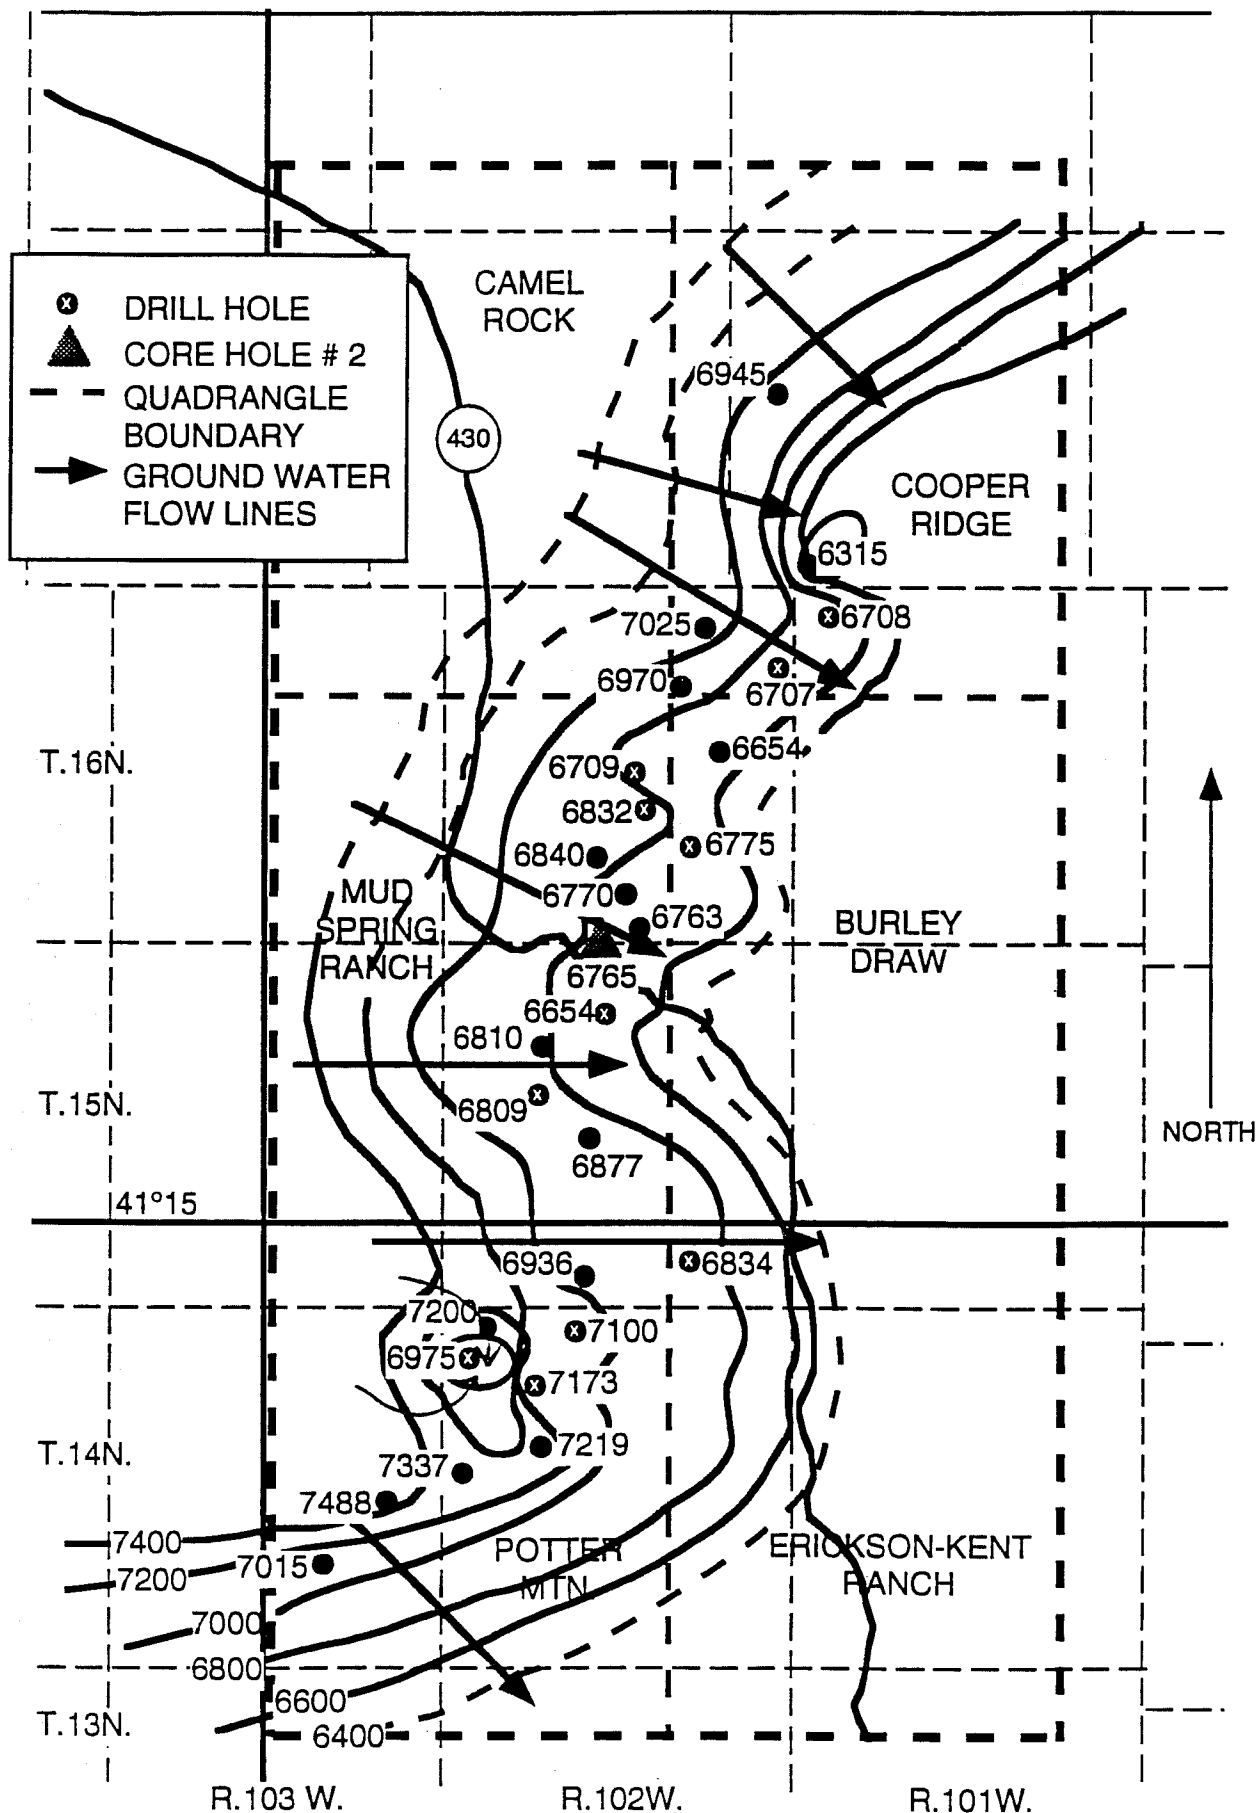 CAMEL
ROCK
DRILL HOLE
CORE HOLE # 2
QUADRANGLE
BOUNDARY
GROUND WATER
FLOW LINES
430
6945
COOPER
RIDGE
6315
6708
7025
6970
6707
T.16N.
6654
6709
6832
6840
6775
6770
6763
MUD
SPRING
RANCH
BURLEY
DRAW
6765
6654
6810
6809
T.15N.
6877
NORTH
41°15
6936
6834
7200
7100
6975
7173
T.14N.
7219
7337
7488
7400
7200
7015
POTTER
MTN.
ERICKSON-KENT
RANCH
7000
6800
6600
6400
T.13N.
R.103 W.
R.102W.
R.101W.